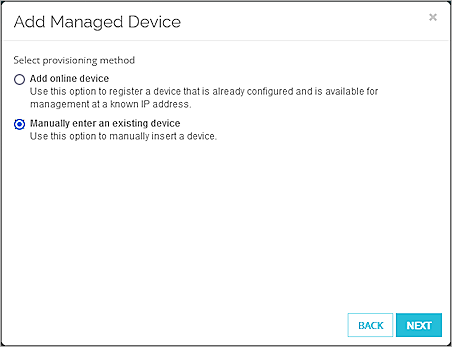 Add Managed Device
Select provisioning method
Add online device
Use this option to register a device that is already configured and is available for
management at a known IP address.
Manually enter an existing device
Use this option to manually insert a device.
BACK
NEXT